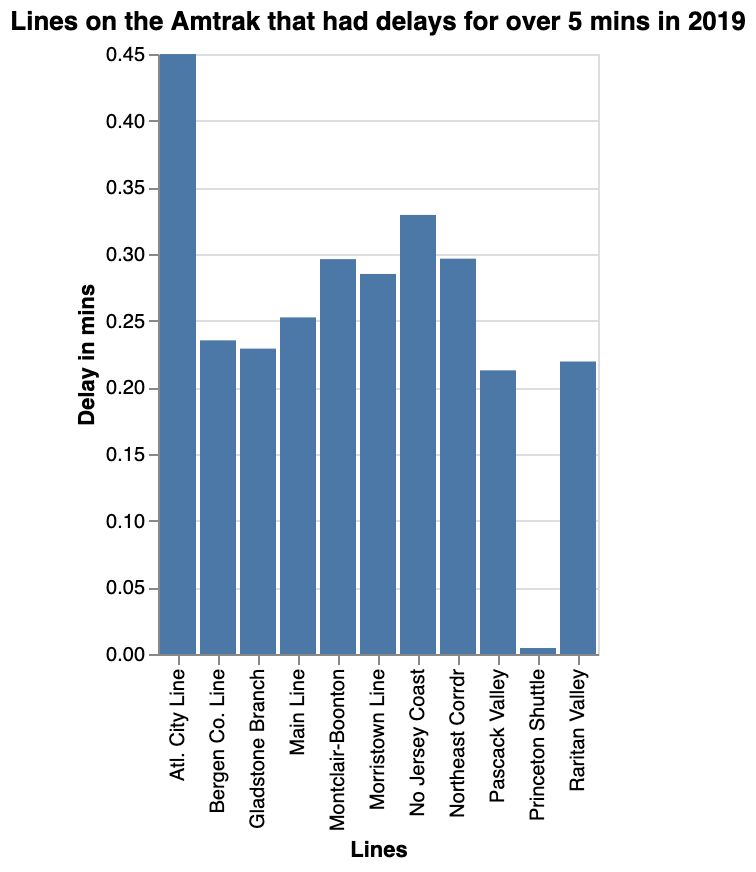 Lines on the Amtrak that had delays for over 5 mins in 2019
0.45
0.40
0.35
0.30
0.25
0.20
0.15
0.10
0.05
0.00
Delay in mins
Atl. City Line
Bergen Co. Line
Gladstone Branch
Main Line
Montclair-Boonton
Morristown Line
No Jersey Coast
Northeast Corrdr
Pascack Valley
Princeton Shuttle
Raritan Valley
Lines